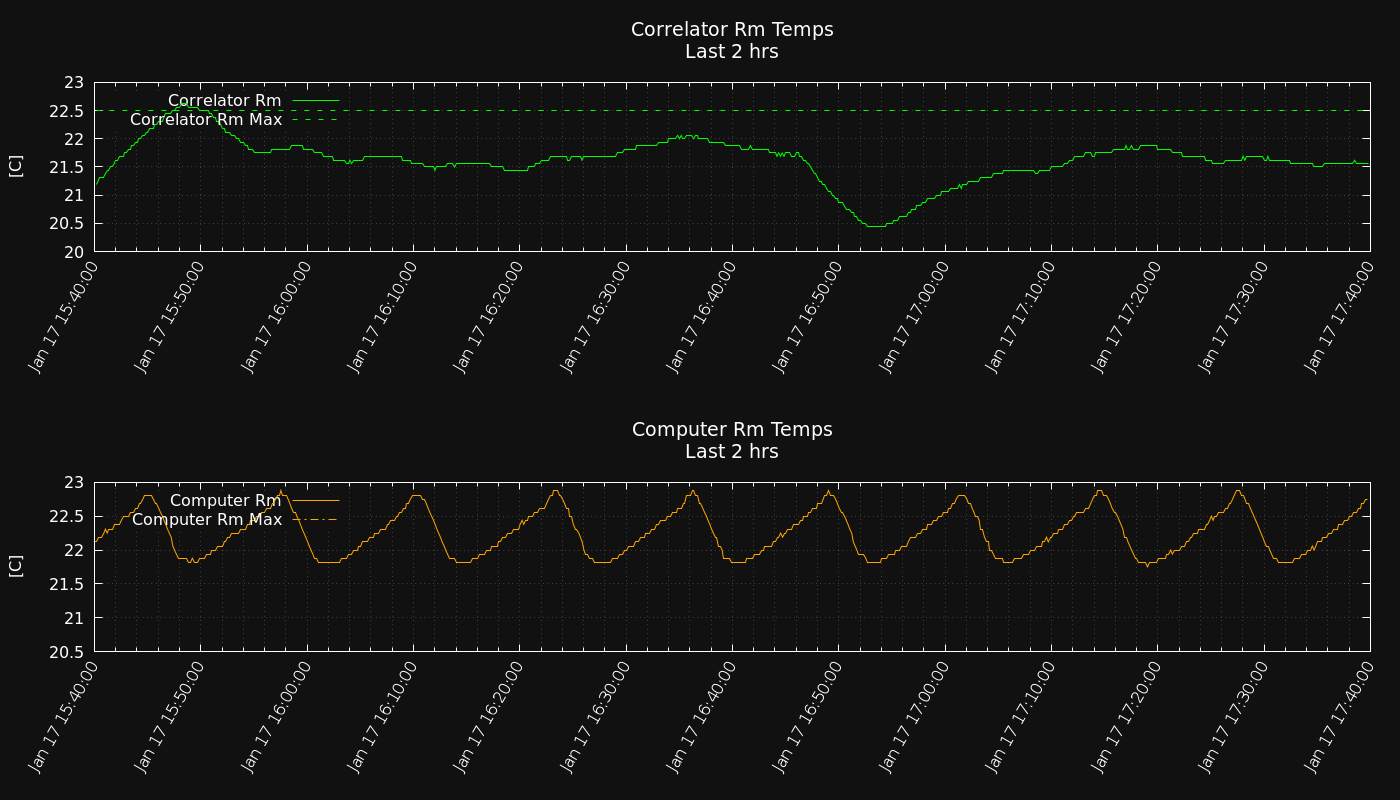 Correlator Rm Temps
Last 2 hrs
[C]
23
22.5
22
21.5
21
20.5
20
Correlator Rm
Correlator Rm Max
Jan 17 15:40:00
Jan 17 15:50:00
Jan 17 16:00:00
Jan 17 16:10:00
Jan 17 16:20:00
Jan 17 16:30:00
Jan 17 16:40:00
Jan 17 16:50:00
Jan 17 17:00:00
Jan 17 17:10:00
Jan 17 17:20:00
Jan 17 17:30:00
Jan 17 17:40:00
Computer Rm Temps
Last 2 hrs
[C]
23
22.5
22
21.5
21
20.5
Computer Rm
Computer Rm Max
Jan 17 15:40:00
Jan 17 15:50:00
Jan 17 16:00:00
Jan 17 16:10:00
Jan 17 16:20:00
Jan 17 16:30:00
Jan 17 16:40:00
Jan 17 16:50:00
Jan 17 17:00:00
Jan 17 17:10:00
Jan 17 17:20:00
Jan 17 17:30:00
Jan 17 17:40:00